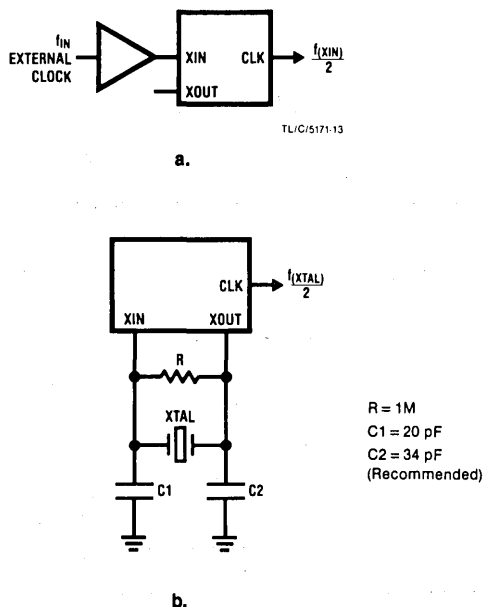 fIN
EXTERNAL
CLOCK
XIN
CLK
f(XIN)
2
XOUT
TL/C/5171-13
a.
CLK
f(XTAL)
2
XIN
XOUT
R
XTAL
C1
C2
R = 1M
C1 = 20 pF
C2 = 34 pF
(Recommended)
b.